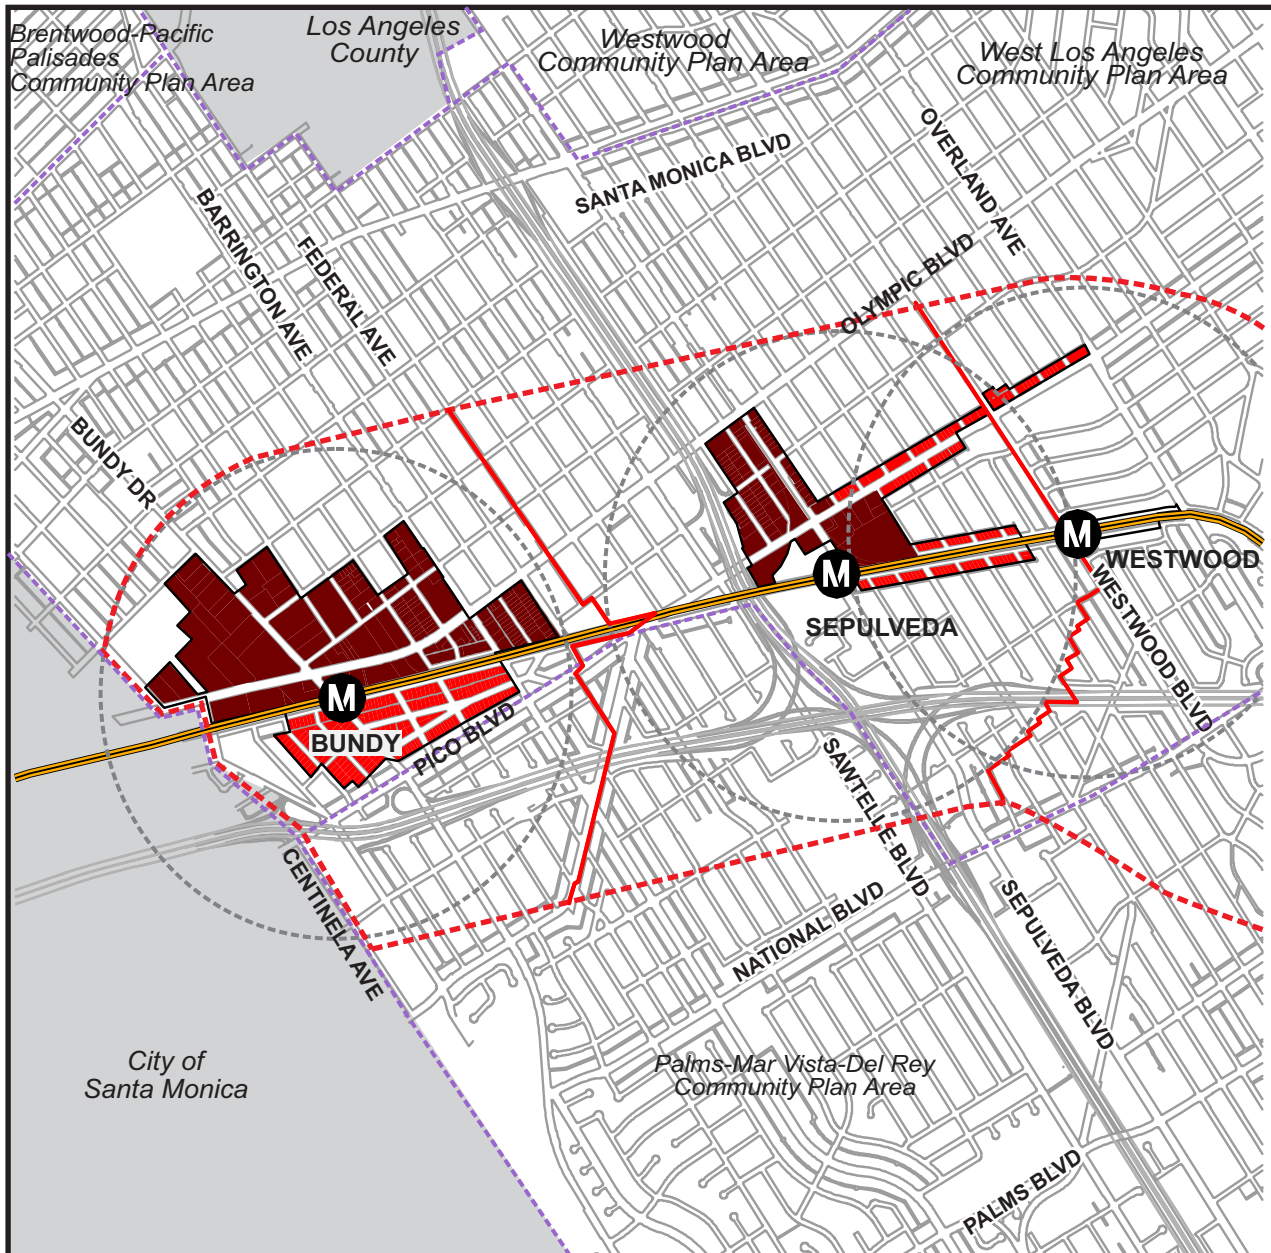 Brentwood-Pacific
Palisades
Community Plan Area
Los Angeles
County
Westwood
Community Plan Area
West Los Angeles
Community Plan Area
SANTA MONICA BLVD
OVERLAND AVE
BARRINGTON AVE
FEDERAL AVE
OLYMPIC BLVD
BUNDY DR
M
WESTWOOD
M
SEPULVEDA
WESTWOOD BLVD
M
BUNDY
PICO BLVD
SAWTELLE BLVD
CENTINELA AVE
NATIONAL BLVD
SEPULVEDA BLVD
City of
Santa Monica
Palms-Mar Vista-Del Rey
Community Plan Area
PALMS BLVD